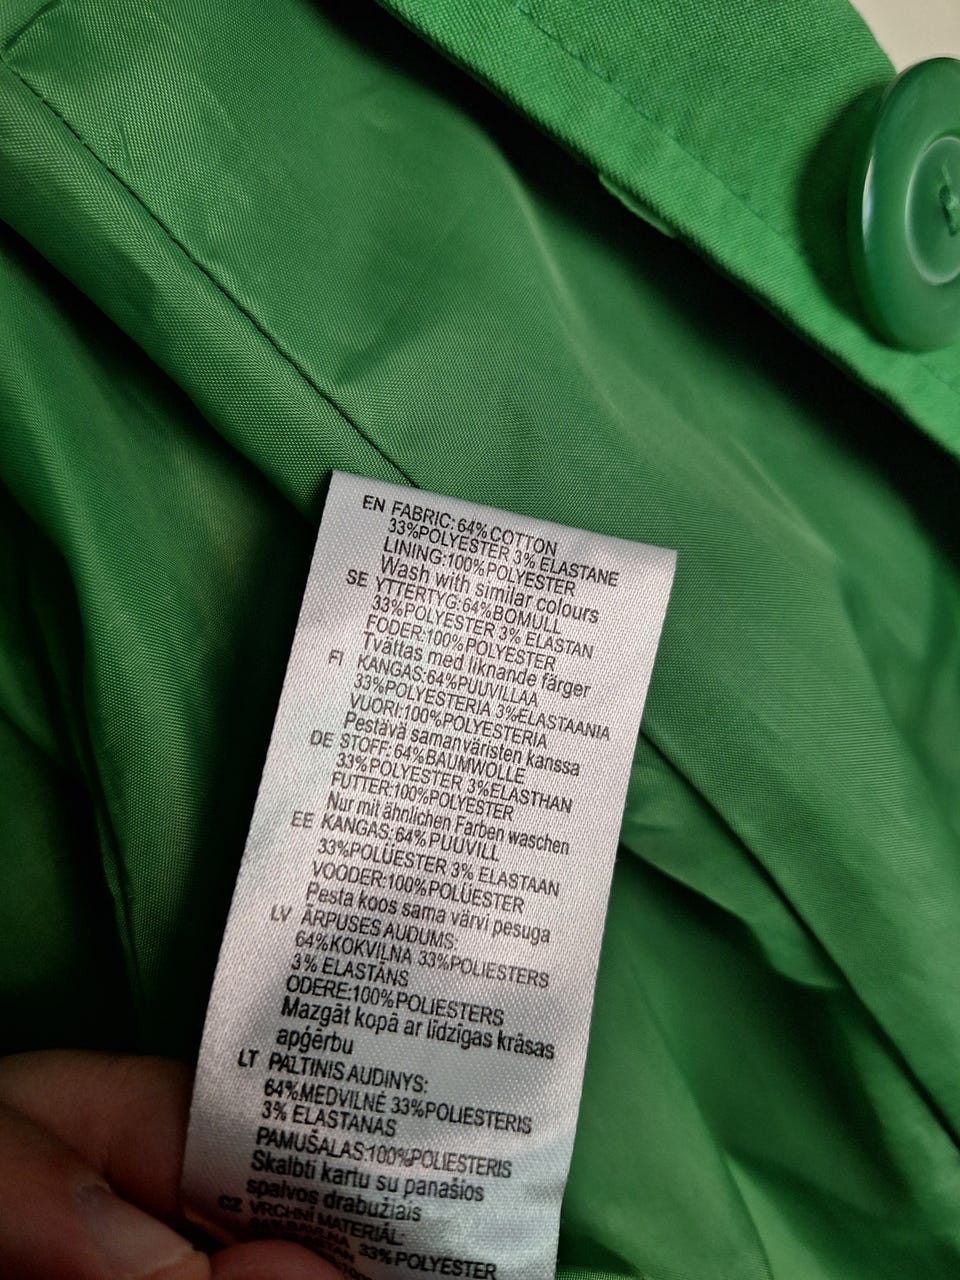 EN FABRIC: 64% COTTON
33%POLYESTER 3% ELASTANE
LINING:100%POLYESTER
Wash with similar colours
SE YTTERTYG:64%BOMULL
33%POLYESTER 3% ELASTAN
FODER:100%POLYESTER
Tvättas med liknande färger
FI KANGAS:64%PUUVILLAA
33%POLYESTERIA 3%ELASTAANIA
VUORI:100%POLYESTERIA
Pestävä samanväristen kanssa
DE STOFF: 64%BAUMWOLLE
33%POLYESTER 3%ELASTHAN
FUTTER:100%POLYESTER
Nur mit ähnlichen Farben waschen
EE KANGAS: 64% PUUVILL
33%POLÜESTER 3% ELASTAAN
VOODER:100%POLÜESTER
Pesta koos sama värvi pesuga
LV ĀRPUSES AUDUMS:
64%KOKVILNA 33%POLIESTERS
3% ELASTĀNS
ODERE:100%POLIESTERS
Mazgāt kopā ar līdzīgas krāsas
apģērbu
LT PALTINIS AUDINYS:
64%MEDVILNĖ 33%POLIESTERIS
3% ELASTANAS
PAMUŠALAS:100%POLIESTERIS
Skalbti kartu su panašios
spalvos drabužiais
CZ VRCHNÍ MATERIÁL:
64%BAVLNA 33%POLYESTER